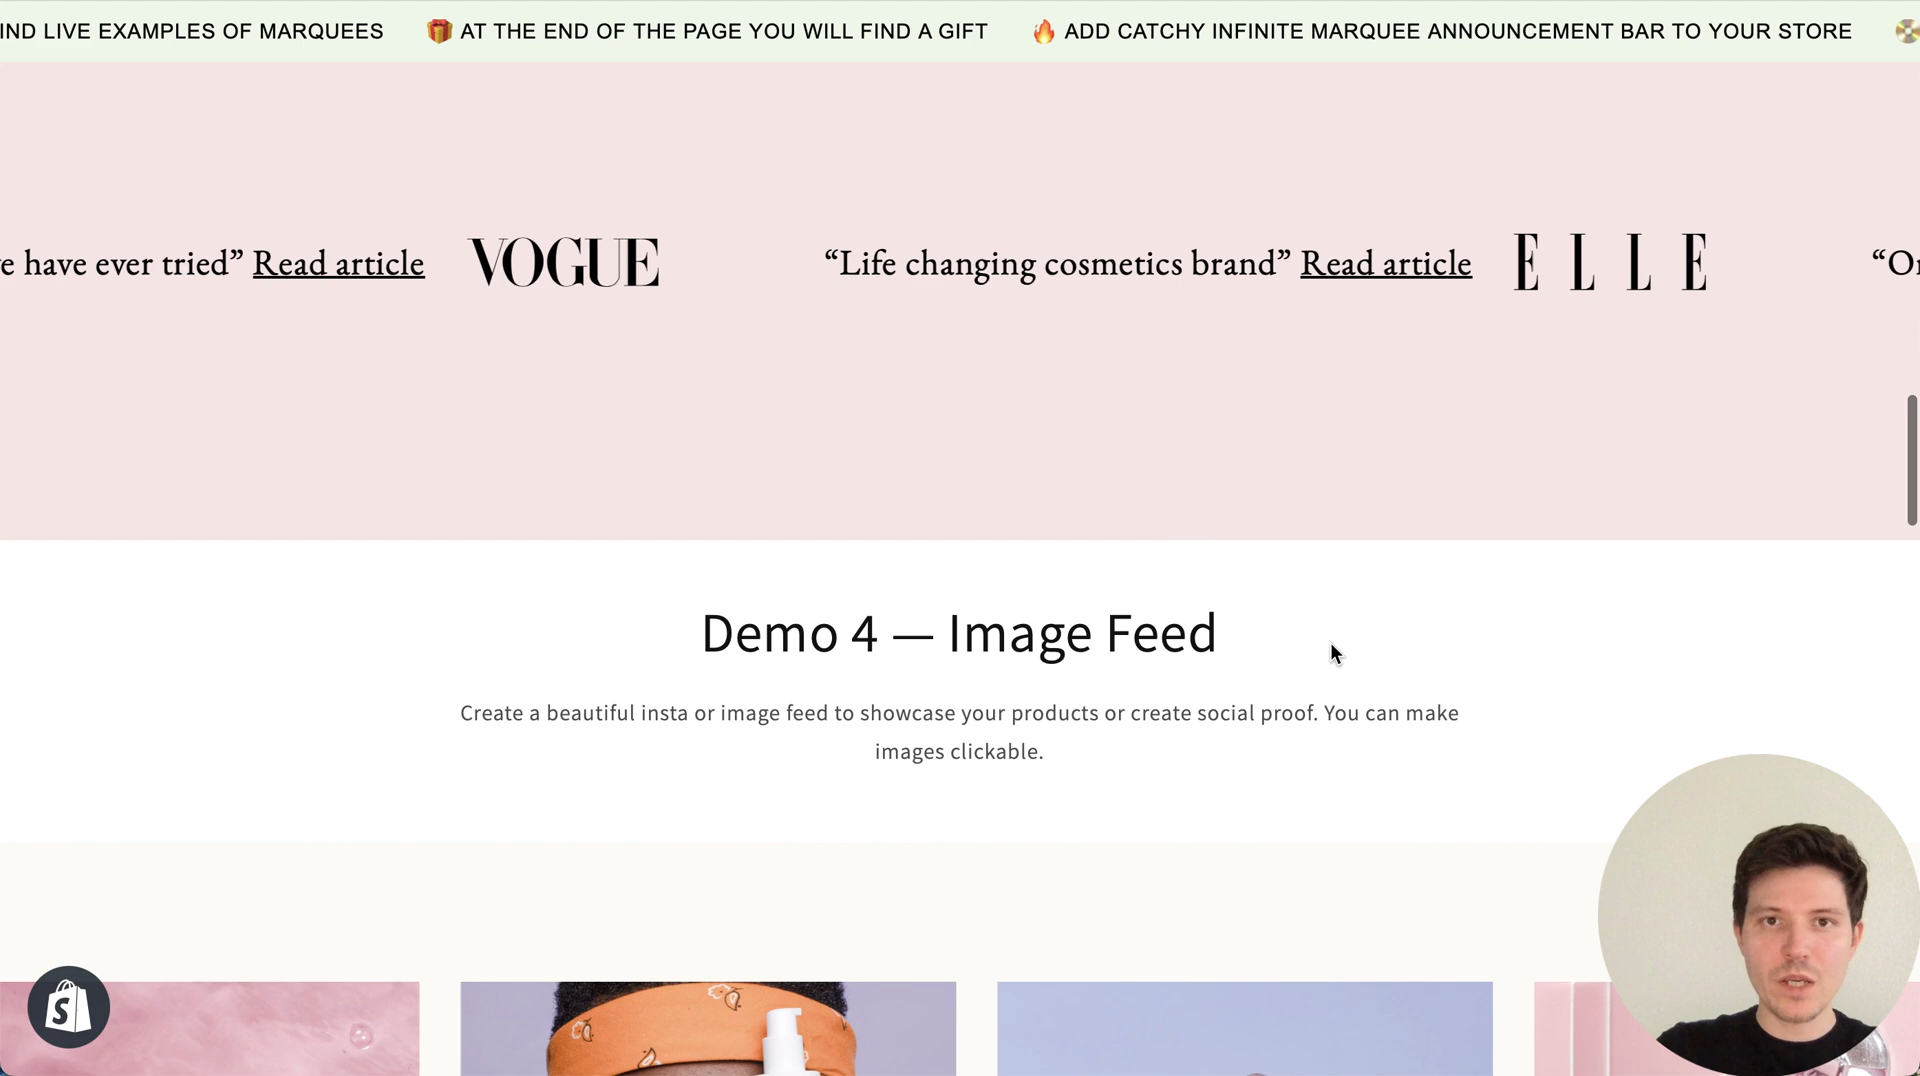 IND LIVE EXAMPLES OF MARQUEES 🎁 AT THE END OF THE PAGE YOU WILL FIND A GIFT 🔥 ADD CATCHY INFINITE MARQUEE ANNOUNCEMENT BAR TO YOUR STORE
e have ever tried” Read article VOGUE “Life changing cosmetics brand” Read article ELLE “Or
Demo 4 — Image Feed
Create a beautiful insta or image feed to showcase your products or create social proof. You can make
images clickable.